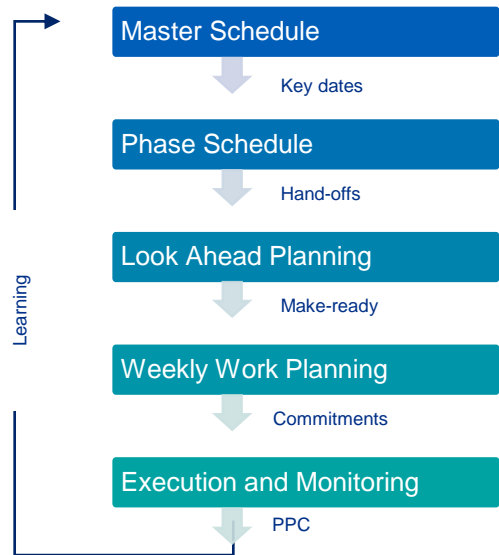 Master Schedule
Key dates
Phase Schedule
Hand-offs
Look Ahead Planning
Make-ready
Learning
Weekly Work Planning
Commitments
Execution and Monitoring
PPC